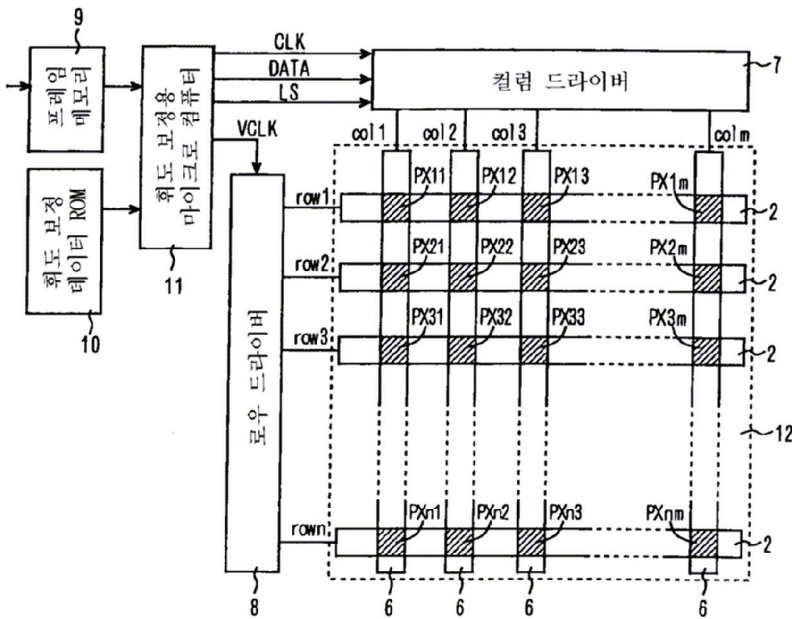 9
프레임
메모리
휘도 보정
데이터 ROM
10
휘도 보정용
마이크로 컴퓨터
11
CLK
DATA
LS
VCLK
컬럼 드라이버
7
col1
col2
col3
colm
로우 드라이버
8
row1
PX11
PX12
PX13
PX1m
2
row2
PX21
PX22
PX23
PX2m
2
row3
PX31
PX32
PX33
PX3m
2
12
rown
PXn1
PXn2
PXn3
PXnm
2
6
6
6
6